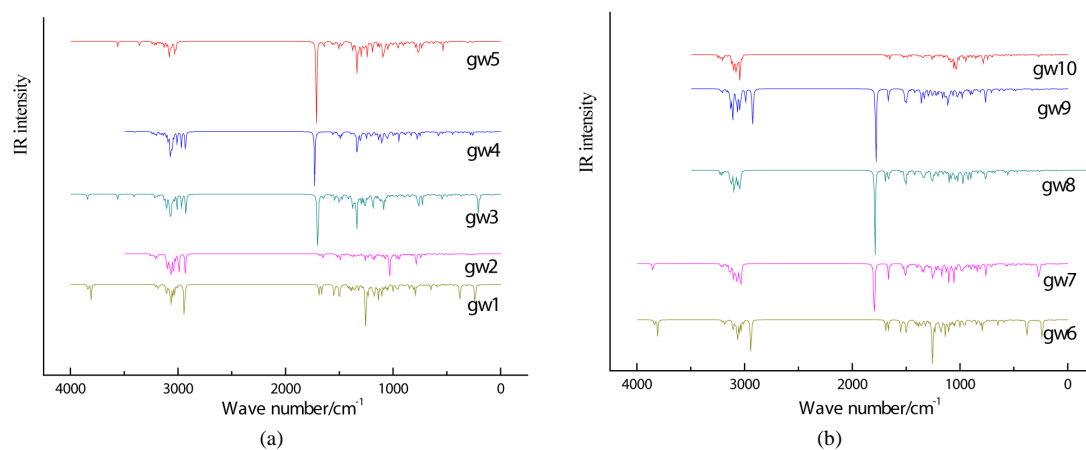 IR intensity
gw5
gw4
gw3
gw2
gw1
4000 3000 2000 1000 0
Wave number/cm⁻¹
(a)
IR intensity
gw10
gw9
gw8
gw7
gw6
4000 3000 2000 1000 0
Wave number/cm⁻¹
(b)